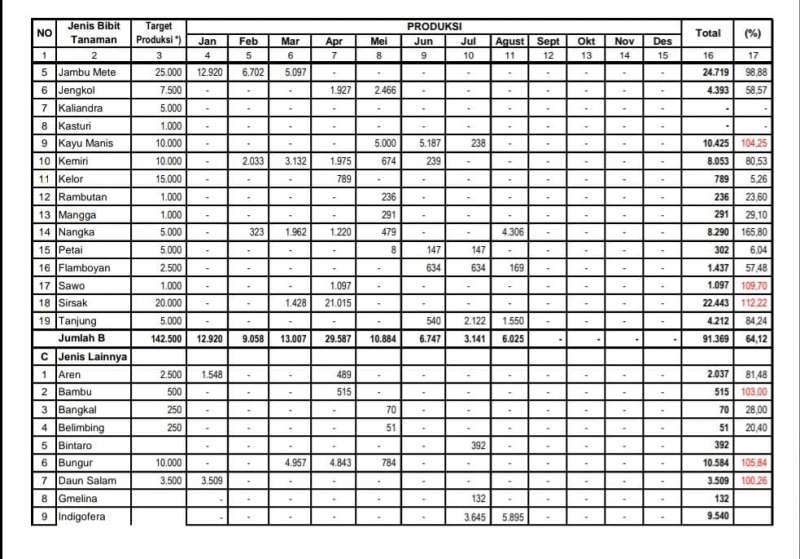 NO Jenis Bibit Tanaman Target Produksi *) PRODUKSI Total (%)
Jan Feb Mar Apr Mei Jun Jul Agust Sept Okt Nov Des
1 2 3 4 5 6 7 8 9 10 11 12 13 14 15 16 17
5 Jambu Mete 25.000 12.920 6.702 5.097 - - - - - - - - - 24.719 98,88
6 Jengkol 7.500 - - - 1.927 2.466 - - - - - - - 4.393 58,57
7 Kaliandra 5.000 - - - - - - - - - - - - - -
8 Kasturi 1.000 - - - - - - - - - - - - - -
9 Kayu Manis 10.000 - - - - 5.000 5.187 238 - - - - - 10.425 104,25
10 Kemiri 10.000 - 2.033 3.132 1.975 674 239 - - - - - - 8.053 80,53
11 Kelor 15.000 - - - 789 - - - - - - - - 789 5,26
12 Rambutan 1.000 - - - - 236 - - - - - - - 236 23,60
13 Mangga 1.000 - - - - 291 - - - - - - - 291 29,10
14 Nangka 5.000 - 323 1.962 1.220 479 - - 4.306 - - - - 8.290 165,80
15 Petai 5.000 - - - - 8 147 147 - - - - - 302 6,04
16 Flamboyan 2.500 - - - - - 634 634 169 - - - - 1.437 57,48
17 Sawo 1.000 - - - 1.097 - - - - - - - - 1.097 109,70
18 Sirsak 20.000 - - 1.428 21.015 - - - - - - - - 22.443 112,22
19 Tanjung 5.000 - - - - - 540 2.122 1.550 - - - - 4.212 84,24
Jumlah B 142.500 12.920 9.058 13.007 29.587 10.884 6.747 3.141 6.025 - - - - 91.369 64,12
C Jenis Lainnya
1 Aren 2.500 1.548 - - 489 - - - - - - - - 2.037 81,48
2 Bambu 500 - - - 515 - - - - - - - - 515 103,00
3 Bangkal 250 - - - - 70 - - - - - - - 70 28,00
4 Belimbing 250 - - - - 51 - - - - - - - 51 20,40
5 Bintaro - - - - - - 392 - - - - - 392
6 Bungur 10.000 - - 4.957 4.843 784 - - - - - - - 10.584 105,84
7 Daun Salam 3.500 3.509 - - - - - - - - - - - 3.509 100,26
8 Gmelina - - - - - - 132 - - - - - 132
9 Indigofera - - - - - - 3.645 5.895 - - - - 9.540